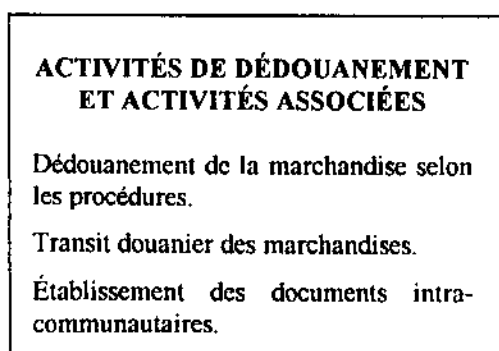 ACTIVITÉS DE DÉDOUANEMENT
ET ACTIVITÉS ASSOCIÉES
Dédouanement de la marchandise selon
les procédures.
Transit douanier des marchandises.
Établissement des documents intra-
communautaires.